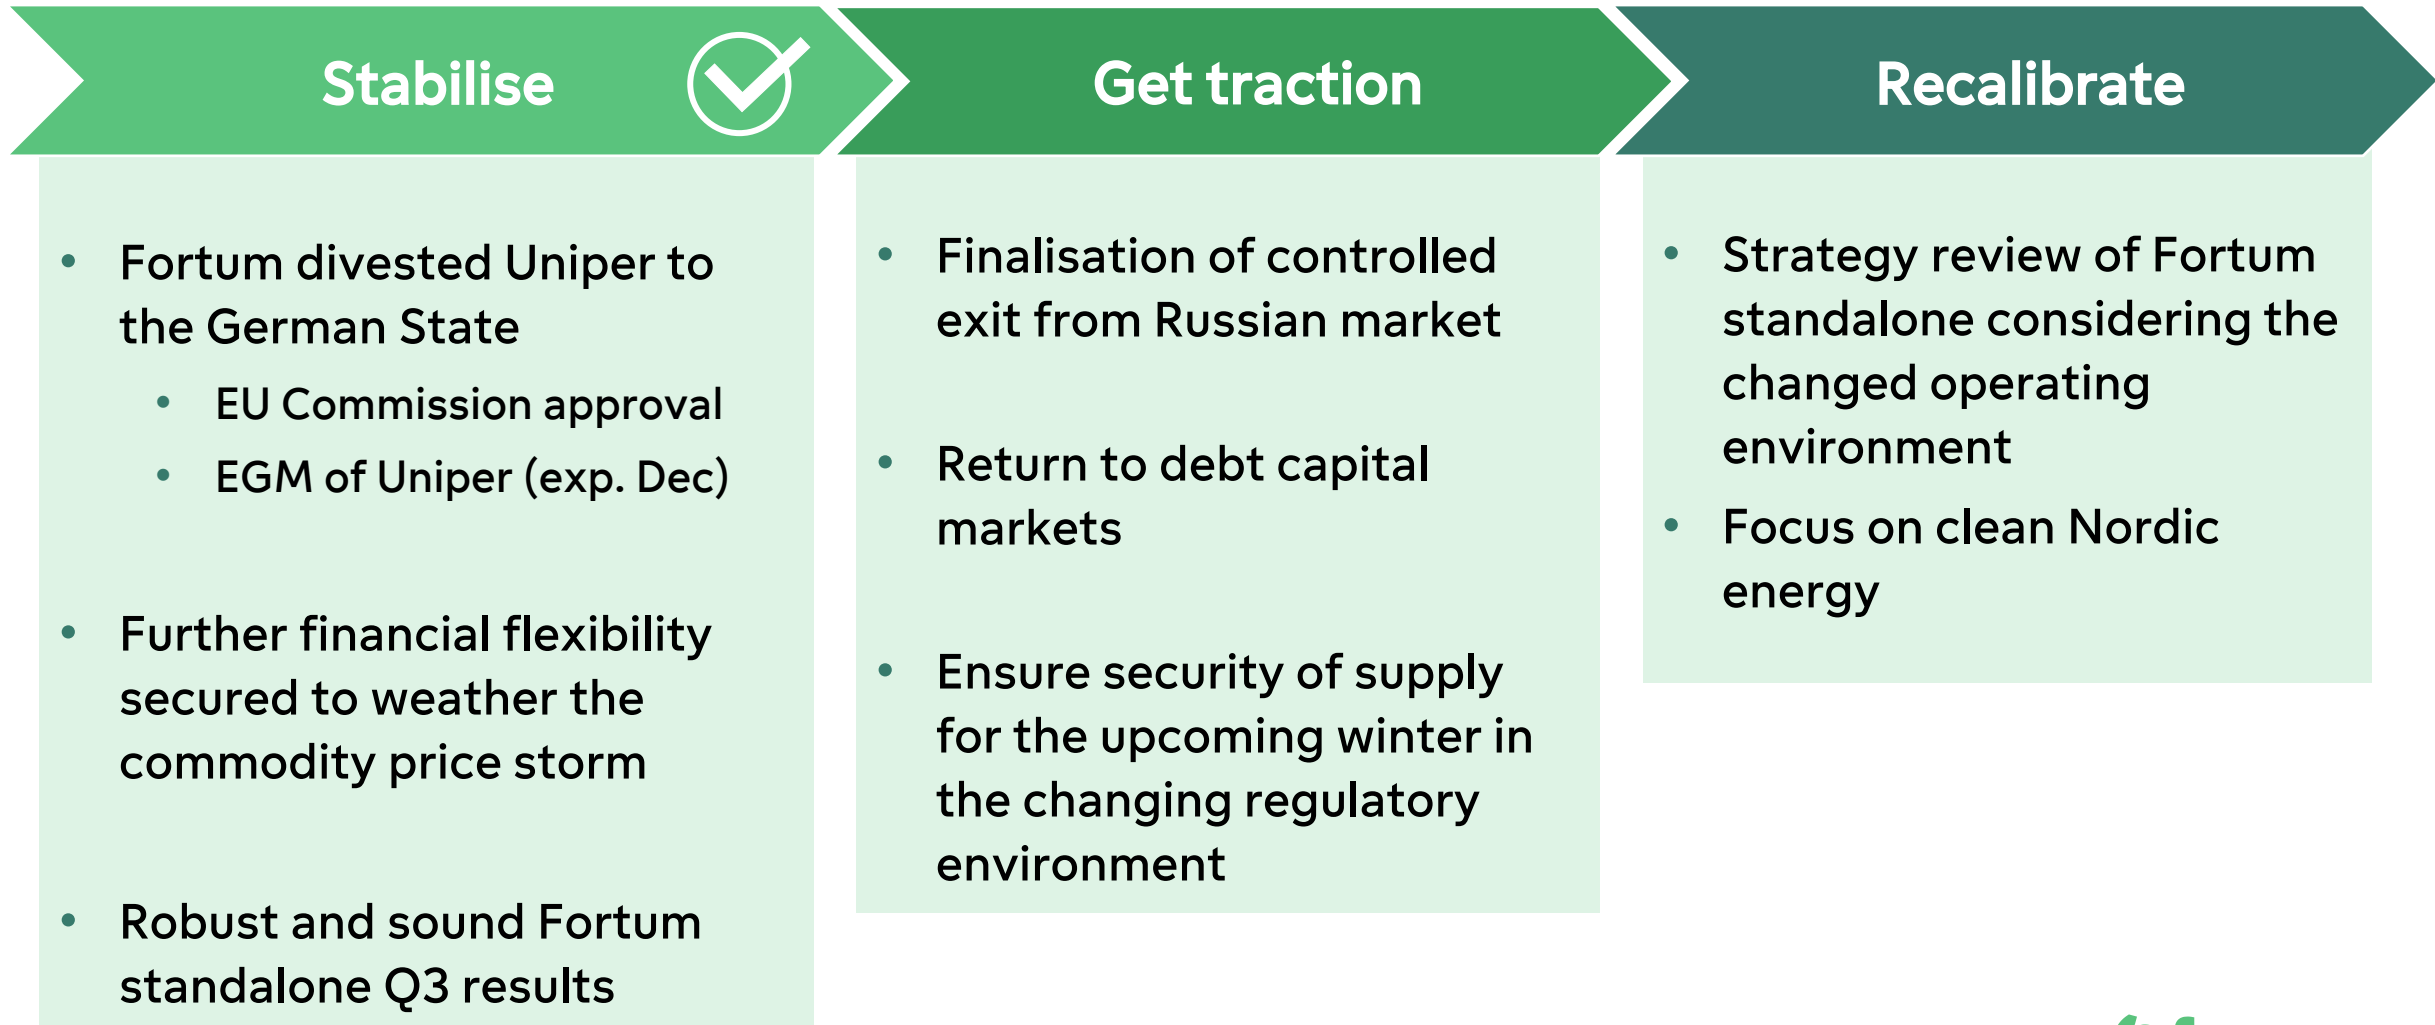 Stabilise
Get traction
Recalibrate
• Fortum divested Uniper to
the German State
• EU Commission approval
• EGM of Uniper (exp. Dec)
• Further financial flexibility
secured to weather the
commodity price storm
• Robust and sound Fortum
standalone Q3 results
• Finalisation of controlled
exit from Russian market
• Return to debt capital
markets
• Ensure security of supply
for the upcoming winter in
the changing regulatory
environment
• Strategy review of Fortum
standalone considering the
changed operating
environment
• Focus on clean Nordic
energy